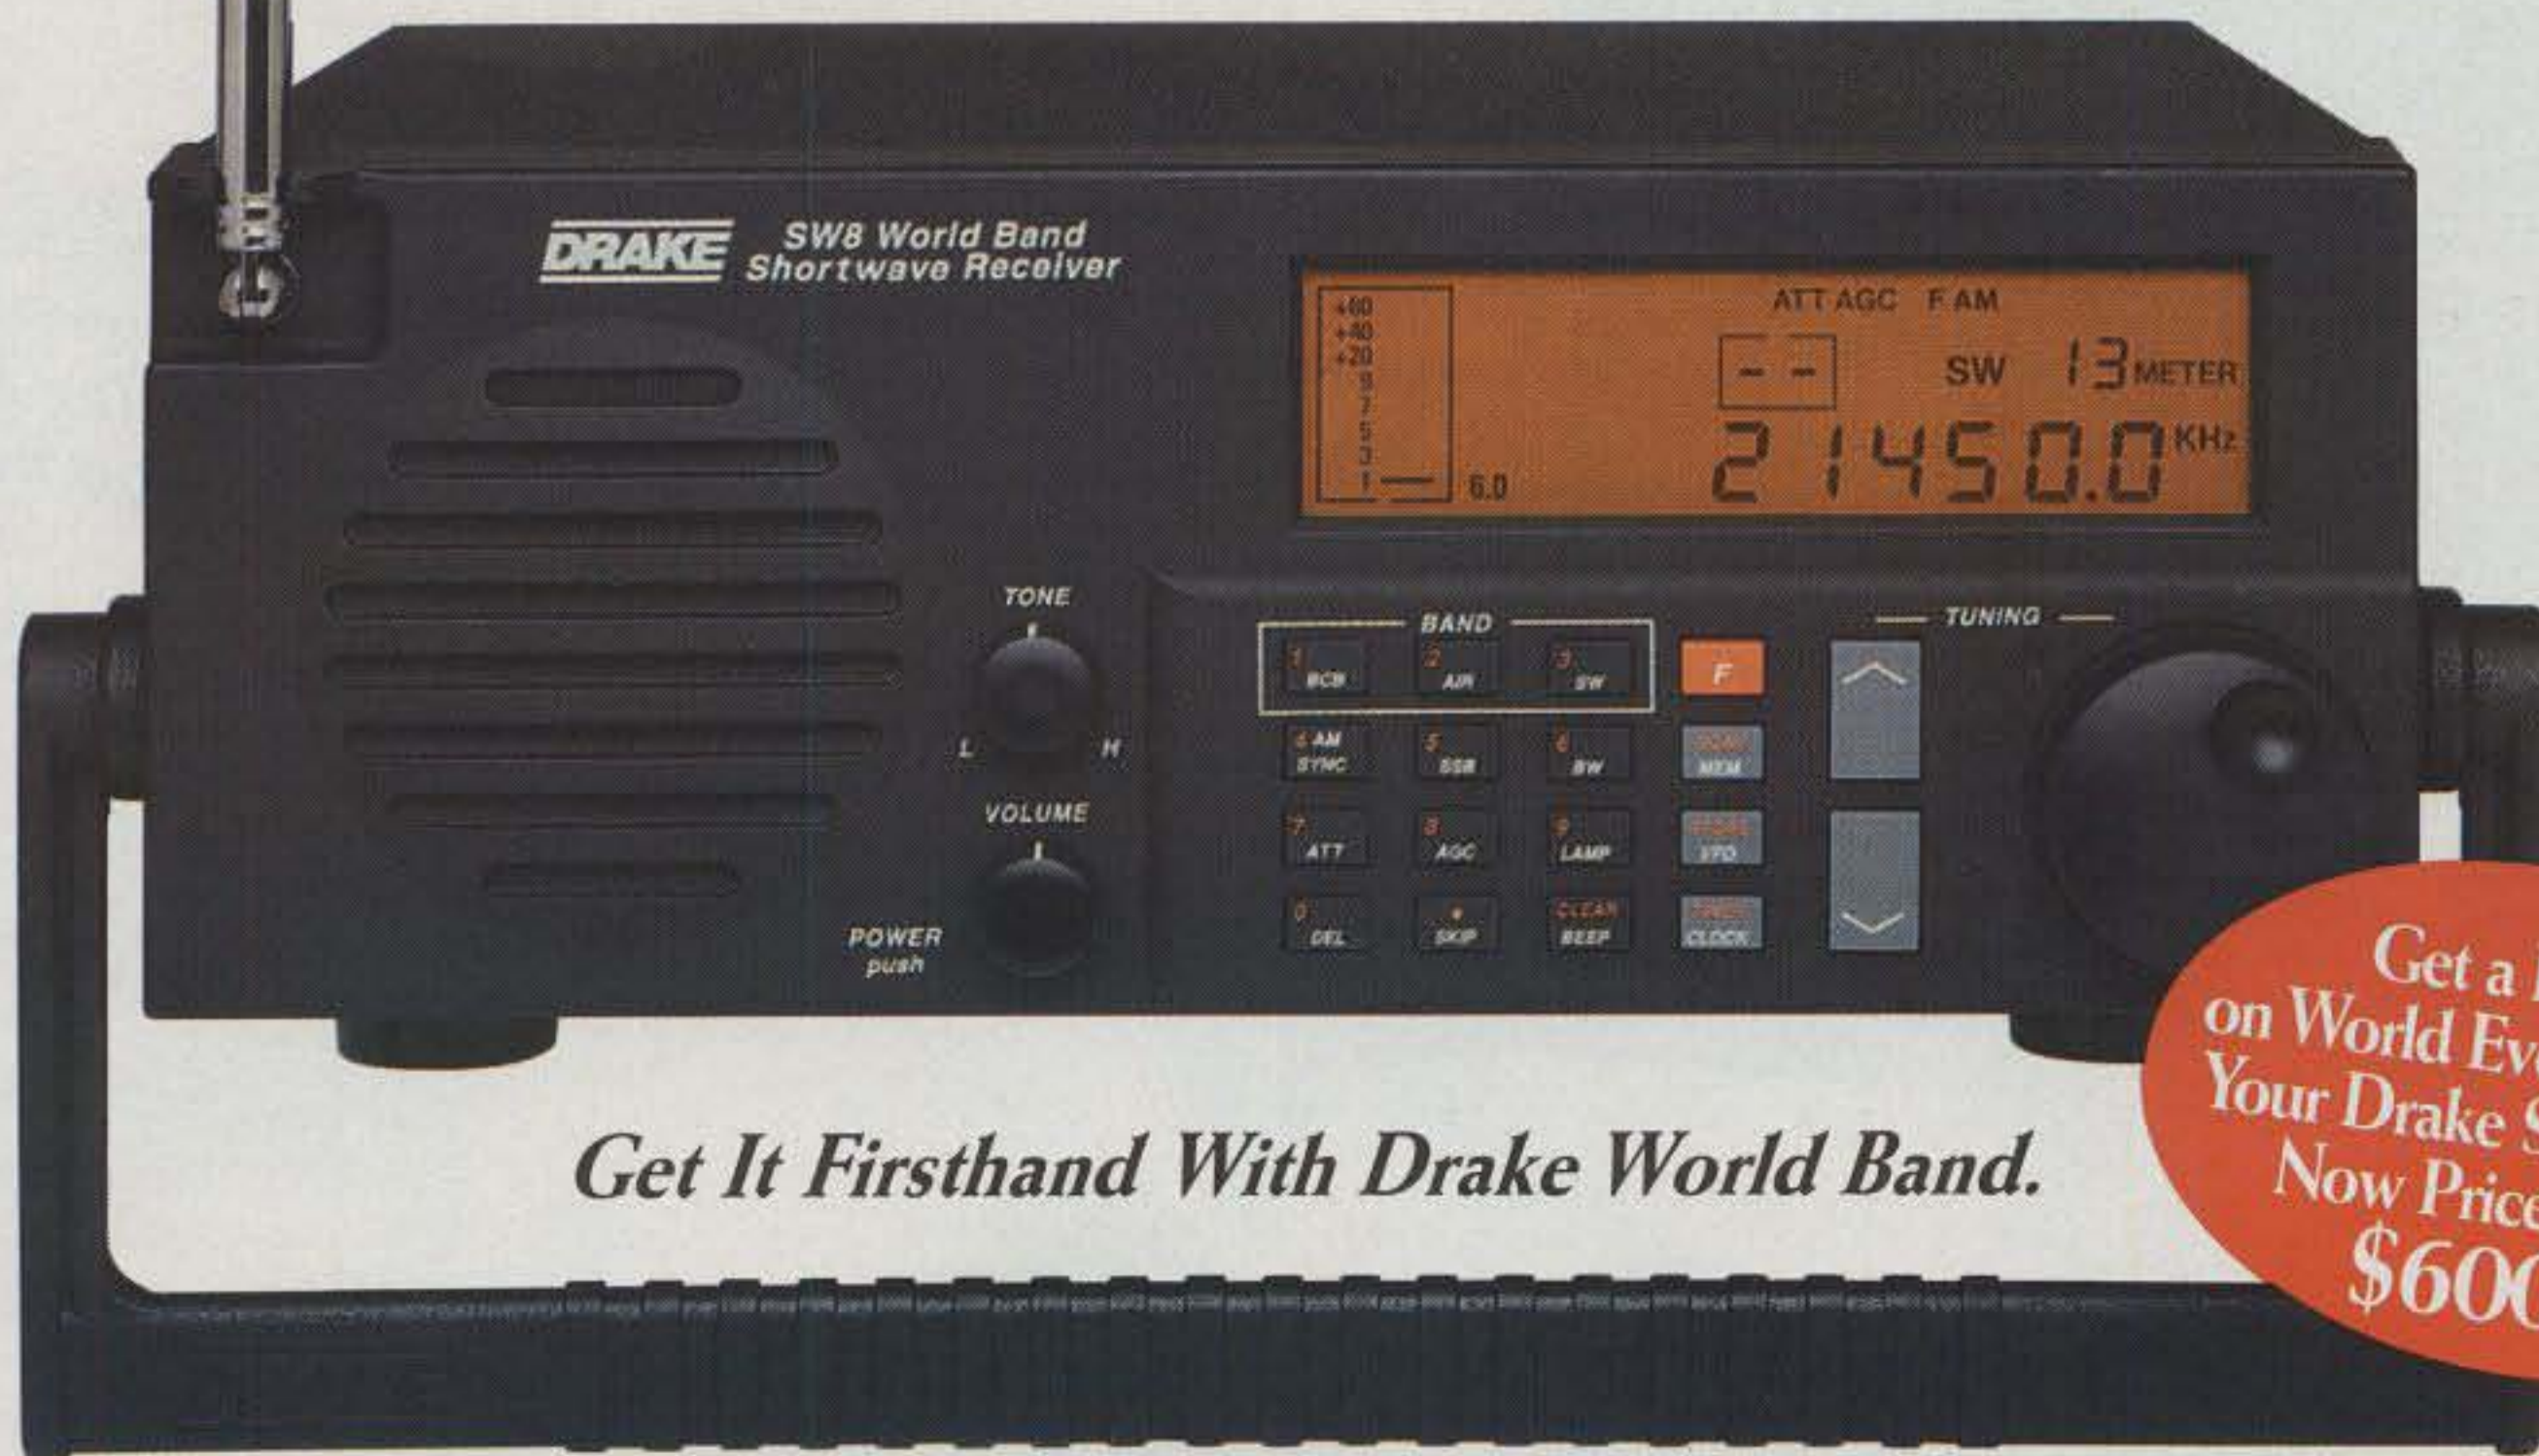 DRAKE
SW8 World Band
Shortwave Receiver
+60
+40
+20
9
7
5
3
1
6.0
ATT AGC F AM
-- SW 13 METER
21450.0 KHz
TONE
L H
VOLUME
POWER
push
BAND
1 BCB
2 AIR
3 SW
F
4 AM
SYNC
5 SSB
6 BW
MEM
7 ATT
8 AGC
9 LAMP
STO
0 DEL
• SKIP
CLEAR
BEEP
CLOCK
TUNING
Get a
on World
Your Drake
Now
$600
Get It Firsthand With Drake World Band.